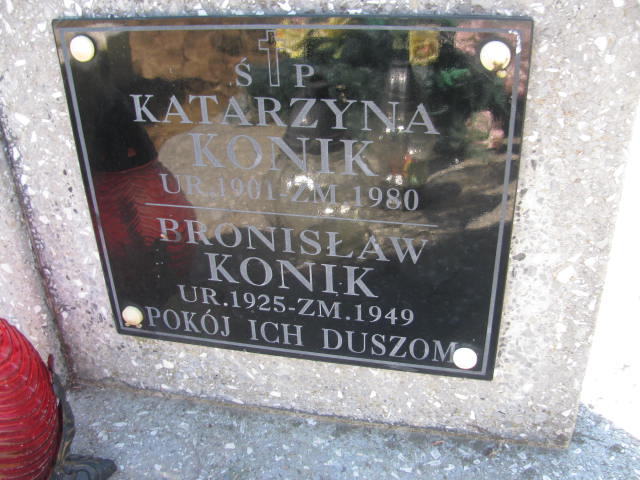 Ś P
KATARZYNA
KONIK
UR.1901-ZM.1980
BRONISŁAW
KONIK
UR.1925-ZM.1949
POKÓJ ICH DUSZOM